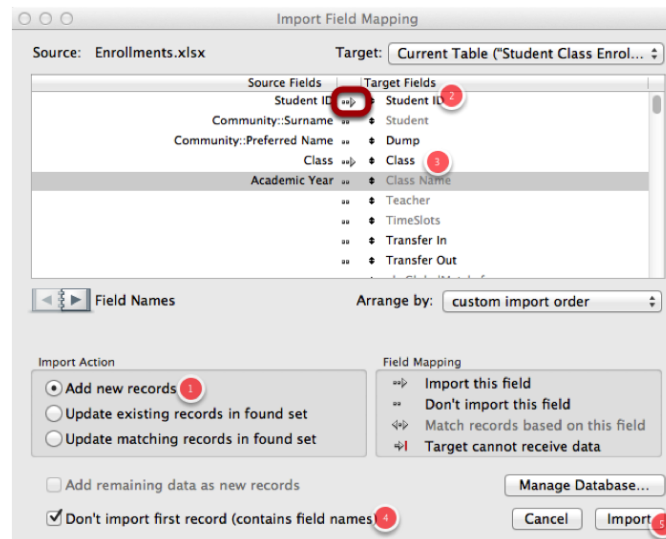 Import Field Mapping
Source: Enrollments.xlsx Target: Current Table ("Student Class Enrol...
Source Fields Target Fields
Student ID Student ID 2
Community::Surname Student
Community::Preferred Name Dump
Class Class 3
Academic Year Class Name
Teacher
TimeSlots
Transfer In
Transfer Out
Field Names Arrange by: custom import order
Import Action Field Mapping
Add new records 1 Import this field
Update existing records in found set Don't import this field
Update matching records in found set Match records based on this field
Target cannot receive data
Add remaining data as new records Manage Database...
Don't import first record (contains field names) 4 Cancel Import 5